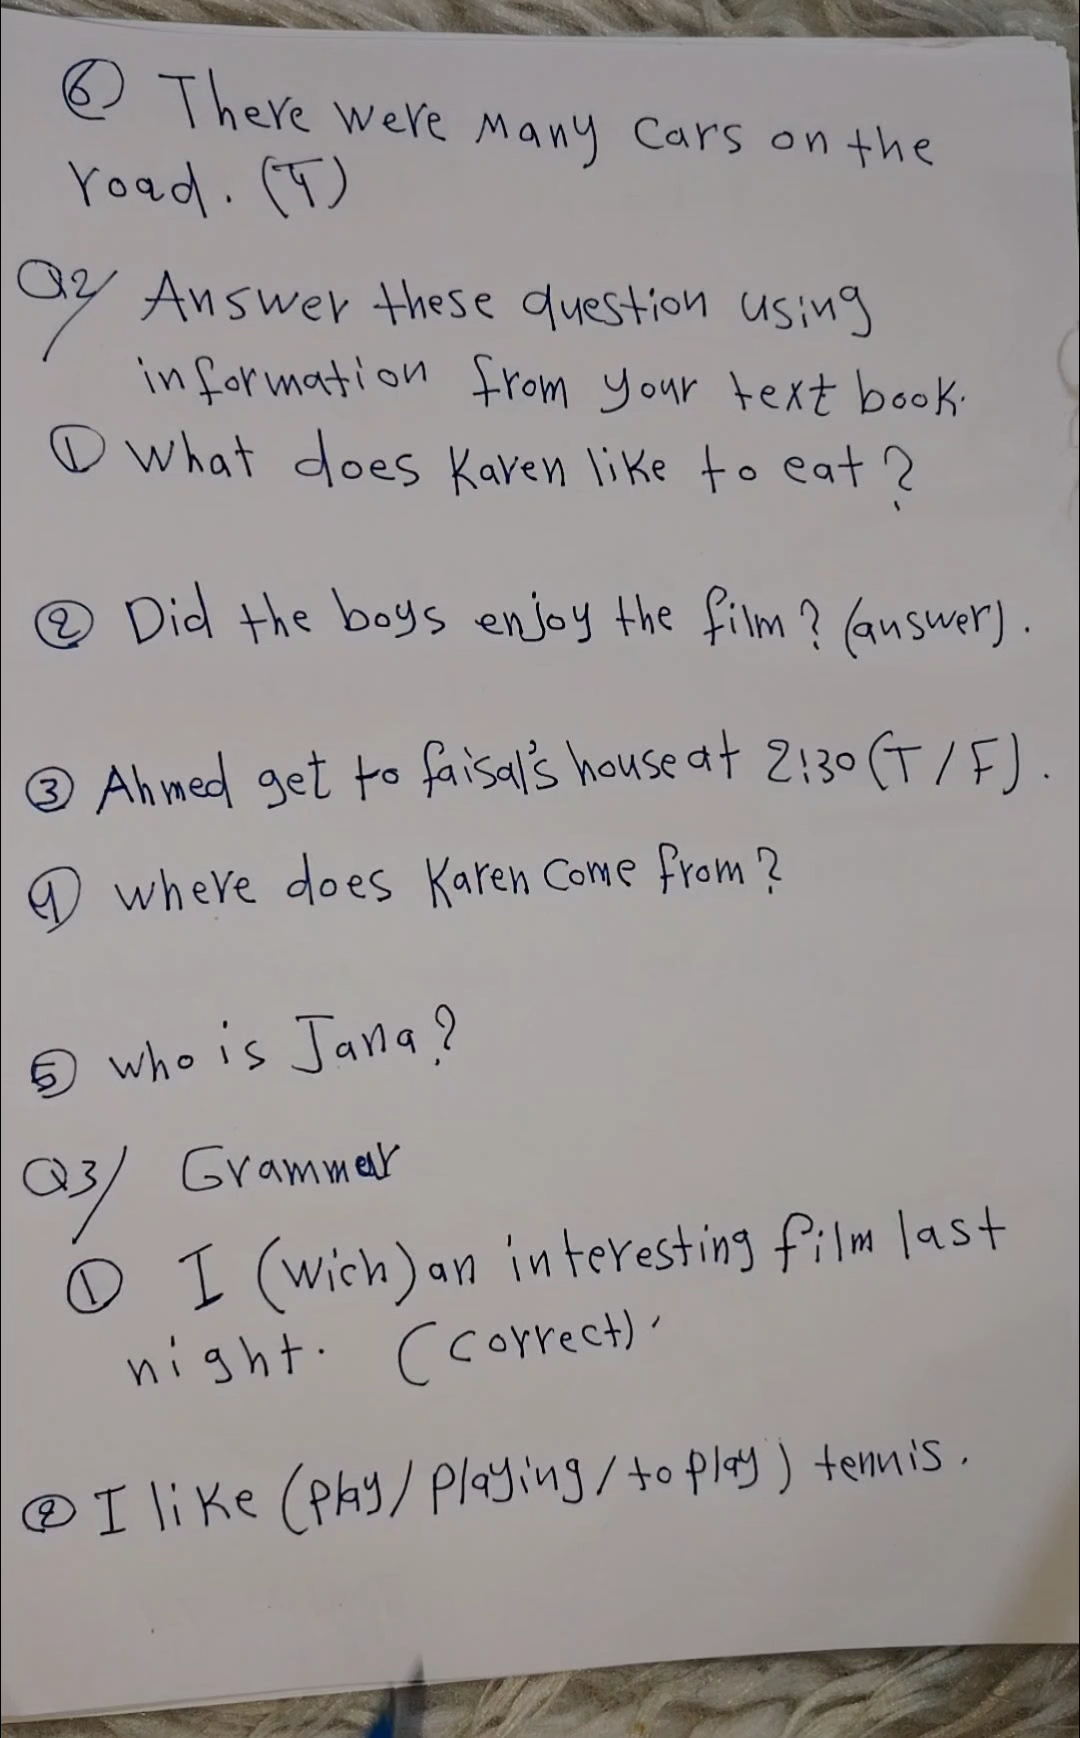 ⑥ There were many cars on the
road. (T)
Q2/ Answer these question using
information from your text book.
① What does Karen like to eat?
② Did the boys enjoy the film? (answer).
③ Ahmed get to faisal's house at 2:30 (T/F).
④ where does Karen come from?
⑤ who is Jana?
Q3/ Grammar
① I (wich) an interesting film last
night. (correct).
② I like (play/playing/to play) tennis.